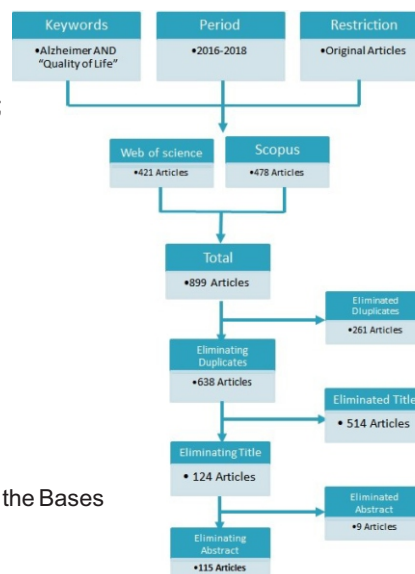 Keywords
•Alzheimer AND
"Quality of Life"
Period
•2016-2018
Restriction
•Original Articles
Web of science
•421 Articles
Scopus
•478 Articles
Total
•899 Articles
Eliminated
DIuplicates
•261 Articles
Eliminating
Duplicates
•638 Articles
Eliminated Title
• 514 Articles
Eliminating Title
• 124 Articles
the Bases
Eliminated
Abstract
•9 Articles
Eliminating
Abstract
•115 Articles